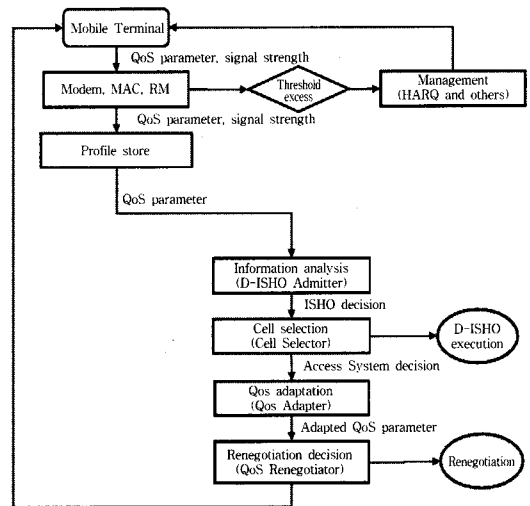 Mobile Terminal
QoS parameter, signal strength
Modem, MAC, RM
Threshold
excess
Management
(HARQ and others)
QoS parameter, signal strength
Profile store
QoS parameter
Information analysis
(D-ISHO Admitter)
ISHO decision
Cell selection
(Cell Selector)
D-ISHO
execution
Access System decision
Qos adaptation
(Qos Adapter)
Adapted QoS parameter
Renegotiation decision
(QoS Renegotiator)
Renegotiation